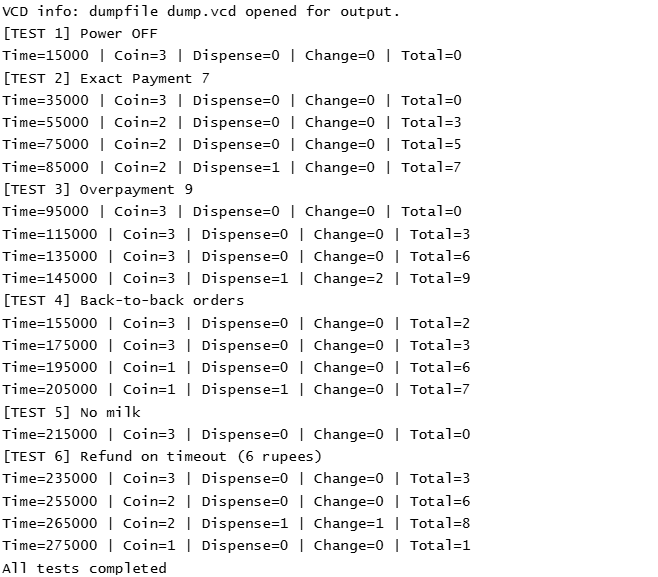 VCD info: dumpfile dump.vcd opened for output.
[TEST 1] Power OFF
Time=15000 | Coin=3 | Dispense=0 | Change=0 | Total=0
[TEST 2] Exact Payment 7
Time=35000 | Coin=3 | Dispense=0 | Change=0 | Total=0
Time=55000 | Coin=2 | Dispense=0 | Change=0 | Total=3
Time=75000 | Coin=2 | Dispense=0 | Change=0 | Total=5
Time=85000 | Coin=2 | Dispense=1 | Change=0 | Total=7
[TEST 3] Overpayment 9
Time=95000 | Coin=3 | Dispense=0 | Change=0 | Total=0
Time=115000 | Coin=3 | Dispense=0 | Change=0 | Total=3
Time=135000 | Coin=3 | Dispense=0 | Change=0 | Total=6
Time=145000 | Coin=3 | Dispense=1 | Change=2 | Total=9
[TEST 4] Back-to-back orders
Time=155000 | Coin=3 | Dispense=0 | Change=0 | Total=2
Time=175000 | Coin=3 | Dispense=0 | Change=0 | Total=3
Time=195000 | Coin=1 | Dispense=0 | Change=0 | Total=6
Time=205000 | Coin=1 | Dispense=1 | Change=0 | Total=7
[TEST 5] No milk
Time=215000 | Coin=3 | Dispense=0 | Change=0 | Total=0
[TEST 6] Refund on timeout (6 rupees)
Time=235000 | Coin=3 | Dispense=0 | Change=0 | Total=3
Time=255000 | Coin=2 | Dispense=0 | Change=0 | Total=6
Time=265000 | Coin=2 | Dispense=1 | Change=1 | Total=8
Time=275000 | Coin=1 | Dispense=0 | Change=0 | Total=1
All tests completed